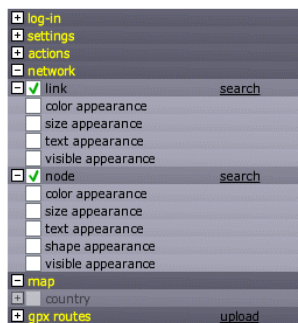 log-in
settings
actions
network
link search
color appearance
size appearance
text appearance
visible appearance
node search
color appearance
size appearance
text appearance
shape appearance
visible appearance
map
country
gpx routes upload